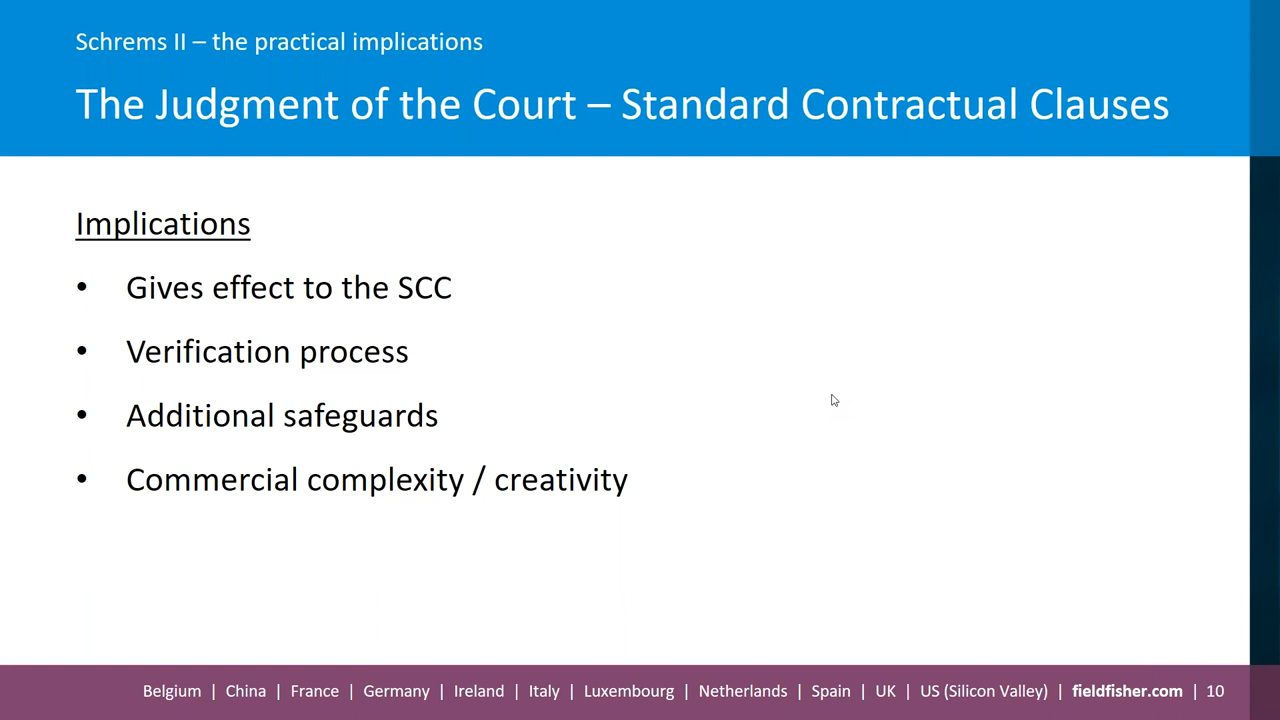 Schrems II – the practical implications
The Judgment of the Court – Standard Contractual Clauses
Implications
• Gives effect to the SCC
• Verification process
• Additional safeguards
• Commercial complexity / creativity
Belgium | China | France | Germany | Ireland | Italy | Luxembourg | Netherlands | Spain | UK | US (Silicon Valley) | fieldfisher.com | 10